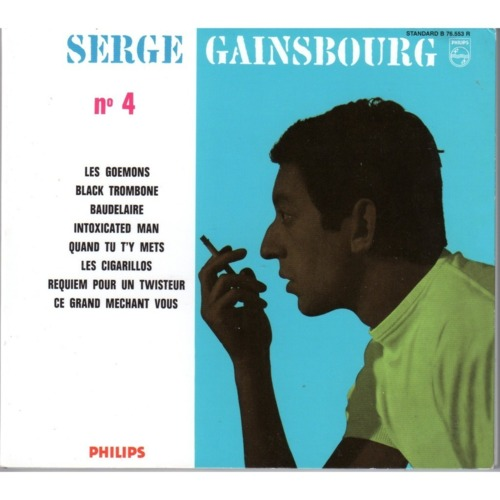 SERGE GAINSBOURG
STANDARD B 76.553 R
PHILIPS
nº 4
LES GOEMONS
BLACK TROMBONE
BAUDELAIRE
INTOXICATED MAN
QUAND TU T'Y METS
LES CIGARILLOS
REQUIEM POUR UN TWISTEUR
CE GRAND MECHANT VOUS
PHILIPS